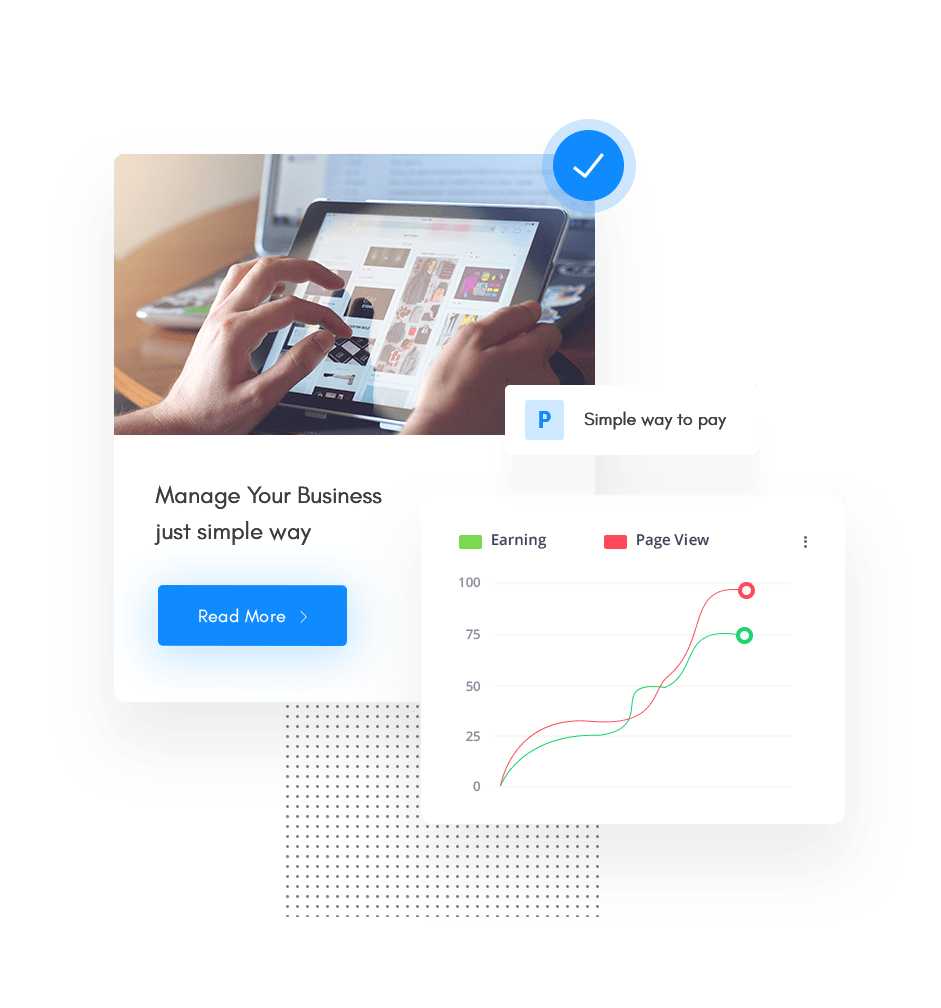 P
Simple way to pay
Manage Your Business
just simple way
Read More
Earning
Page View
100
75
50
25
0